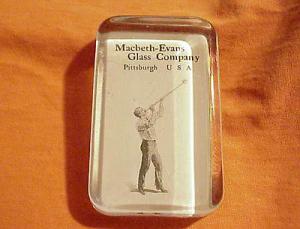 Macbeth-Evans
Glass Company
Pittsburgh U S A